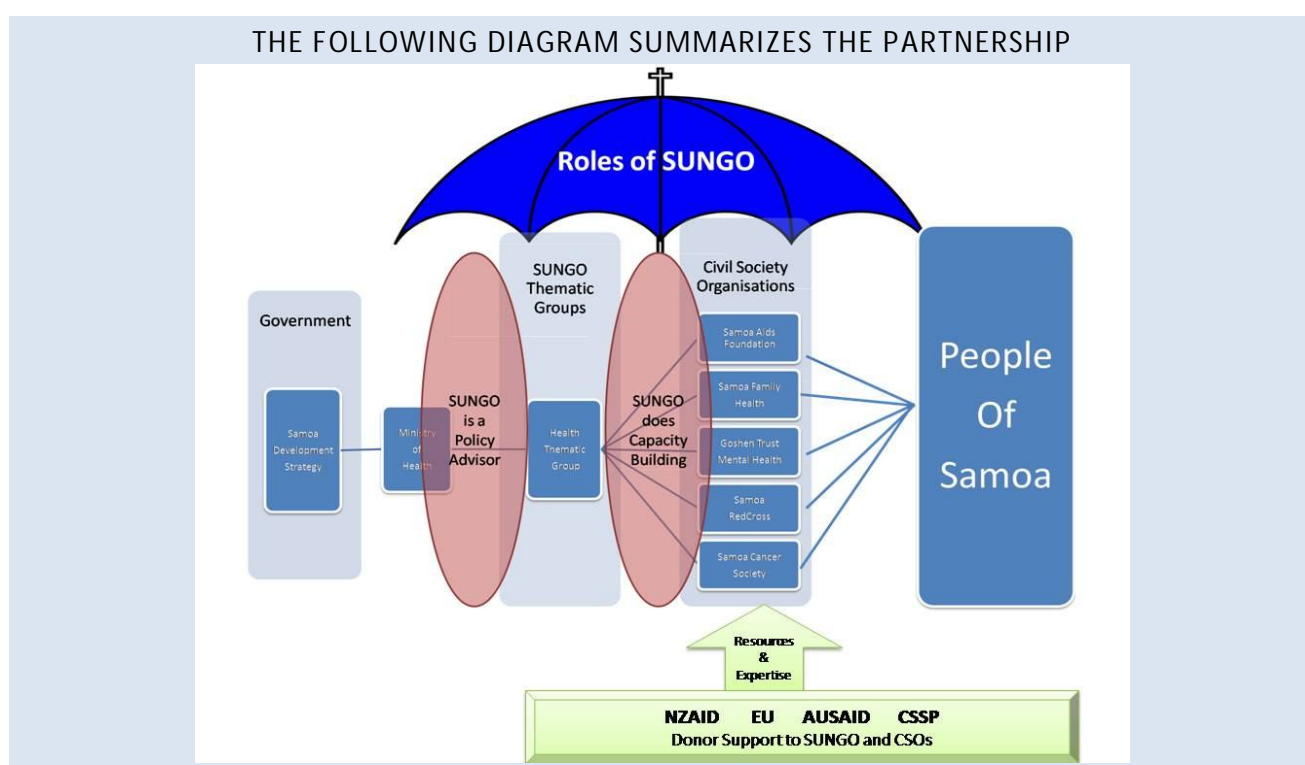 THE FOLLOWING DIAGRAM SUMMARIZES THE PARTNERSHIP
Roles of SUNGO
Government
Samoa
Development
Strategy
Ministry
of
Health
SUNGO
is a
Policy
Advisor
SUNGO
Thematic
Groups
Health
Thematic
Group
SUNGO
does
Capacity
Building
Civil Society
Organisations
Samoa Aids
Foundation
Samoa Family
Health
Goshen Trust
Mental Health
Samoa
RedCross
Samoa Cancer
Society
People
Of
Samoa
Resources
&
Expertise
NZAID EU AUSAID CSSP
Donor Support to SUNGO and CSOs